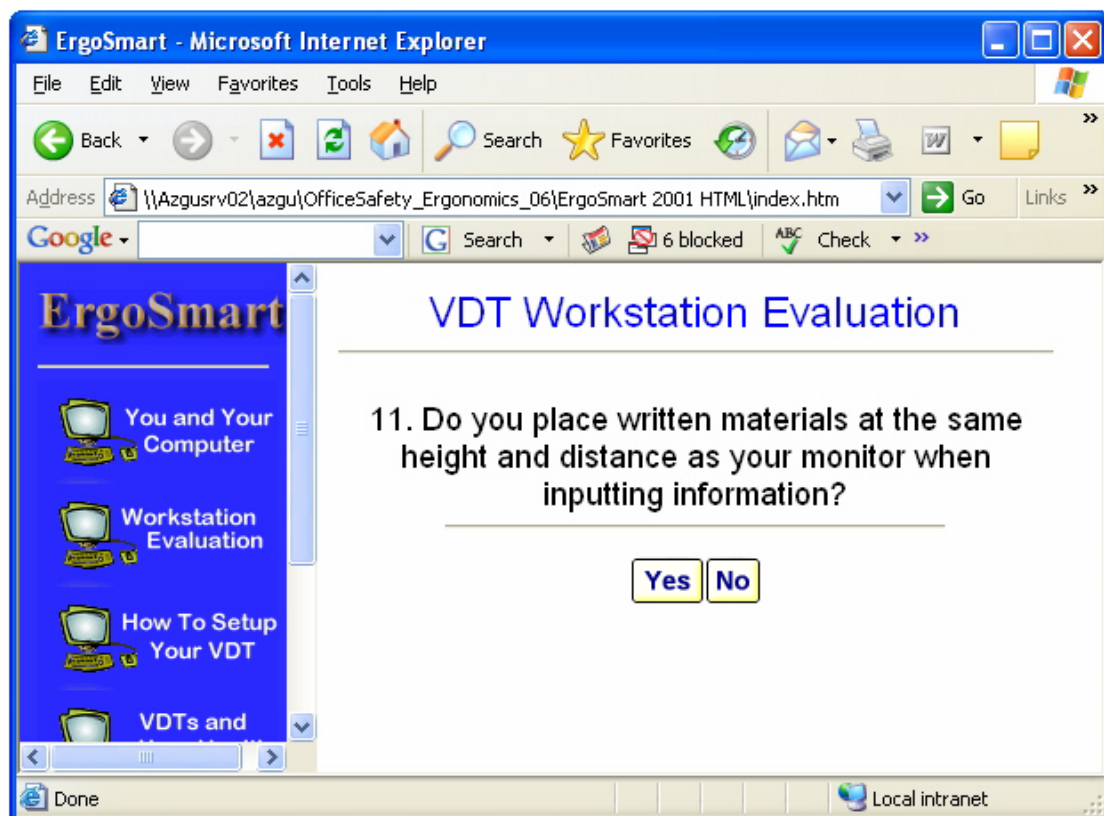 ErgoSmart - Microsoft Internet Explorer
File Edit View Favorites Tools Help
Back Search Favorites W
Address \\Azgusrv02\azgu\OfficeSafety_Ergonomics_06\ErgoSmart 2001 HTML\index.htm Go Links »
Google G Search 6 blocked ABC Check »
ErgoSmart
You and Your
Computer
Workstation
Evaluation
How To Setup
Your VDT
VDTs and
VDT Workstation Evaluation
11. Do you place written materials at the same
height and distance as your monitor when
inputting information?
Yes No
Done Local intranet